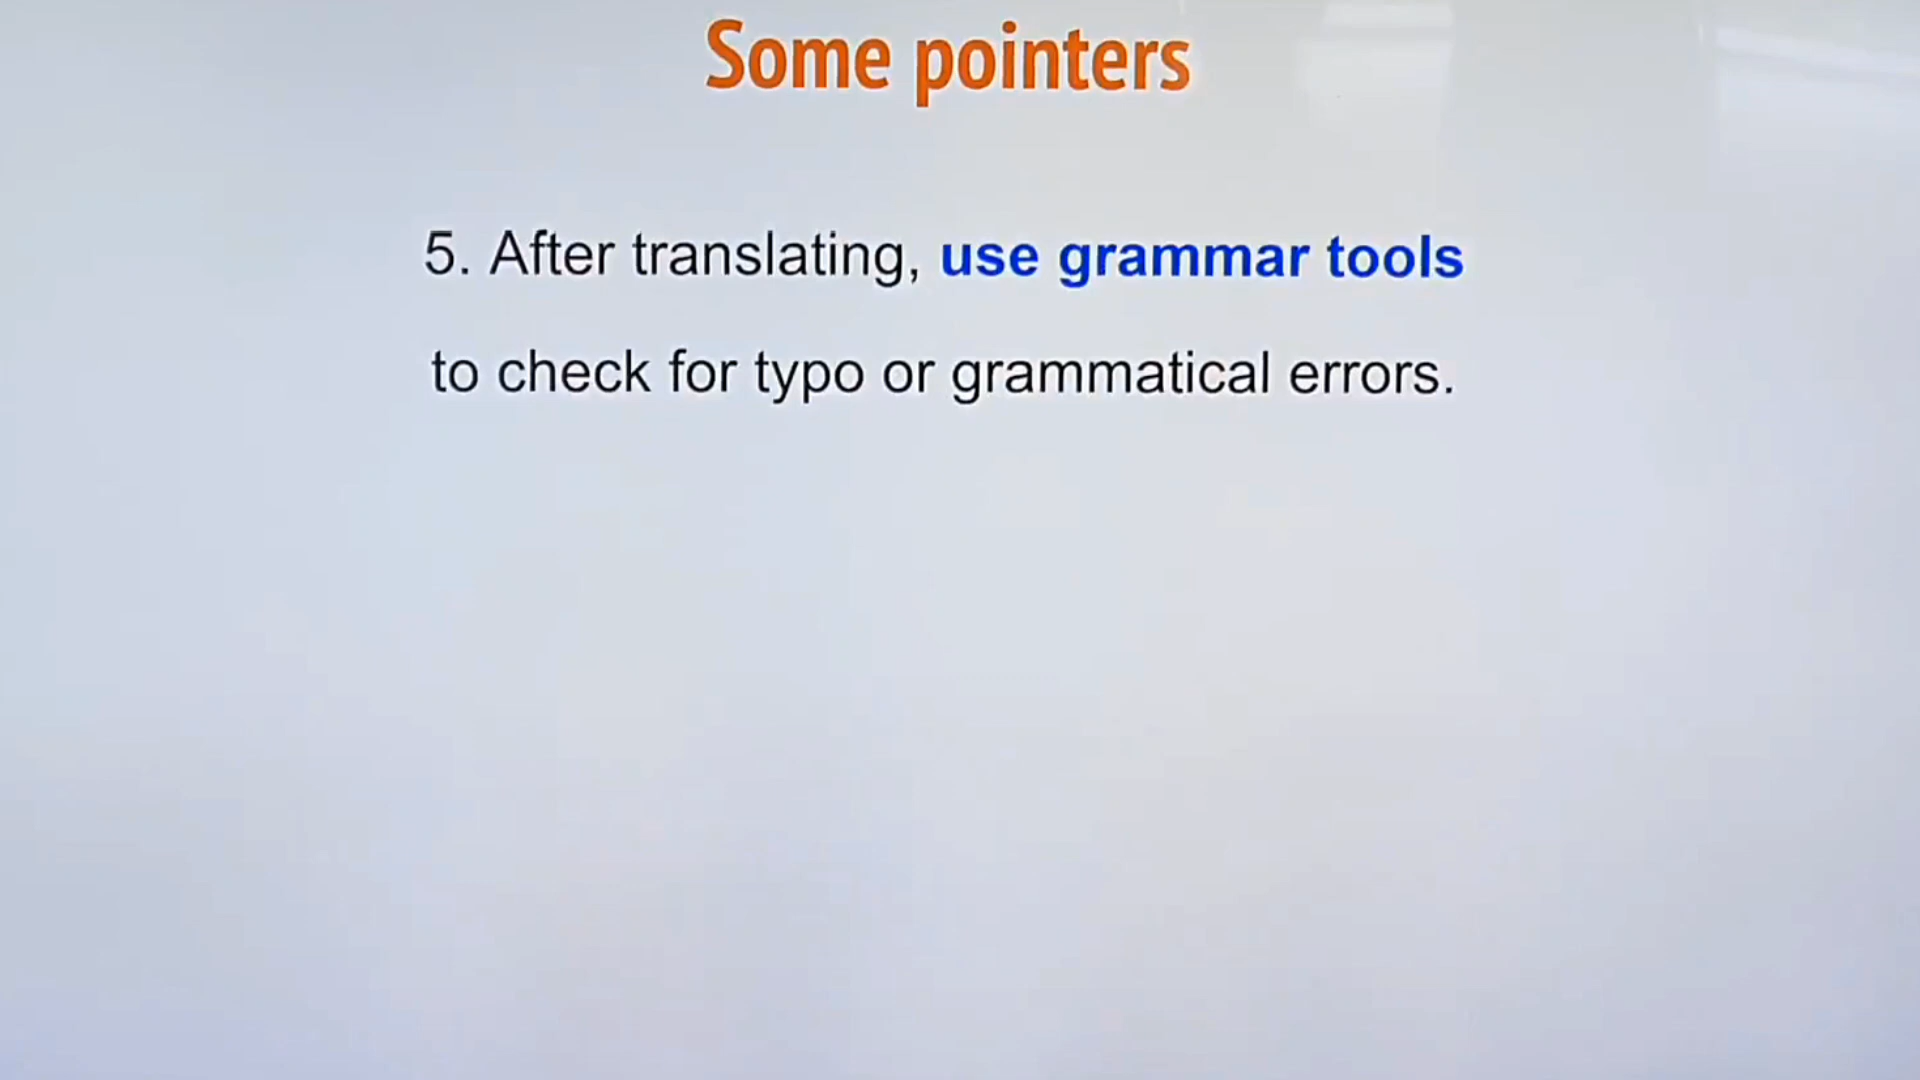 Some pointers
5. After translating, use grammar tools
to check for typo or grammatical errors.